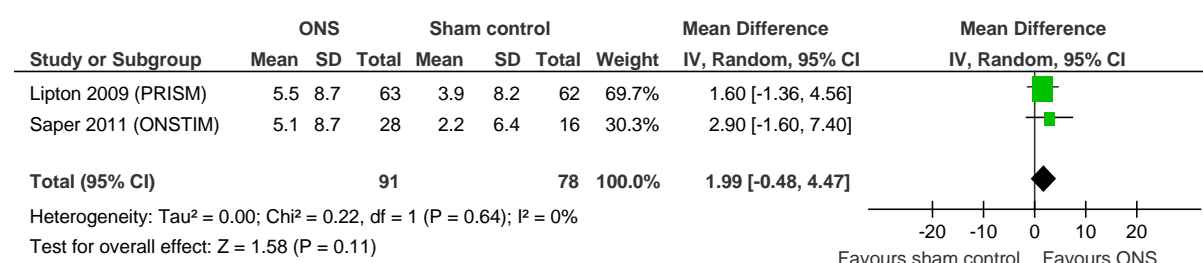 ONS Sham control Mean Difference Mean Difference
Study or Subgroup Mean SD Total Mean SD Total Weight IV, Random, 95% CI IV, Random, 95% CI
Lipton 2009 (PRISM) 5.5 8.7 63 3.9 8.2 62 69.7% 1.60 [-1.36, 4.56]
Saper 2011 (ONSTIM) 5.1 8.7 28 2.2 6.4 16 30.3% 2.90 [-1.60, 7.40]
Total (95% CI) 91 78 100.0% 1.99 [-0.48, 4.47]
Heterogeneity: Tau² = 0.00; Chi² = 0.22, df = 1 (P = 0.64); I² = 0%
Test for overall effect: Z = 1.58 (P = 0.11)
-20 -10 0 10 20
Favours sham control Favours ONS